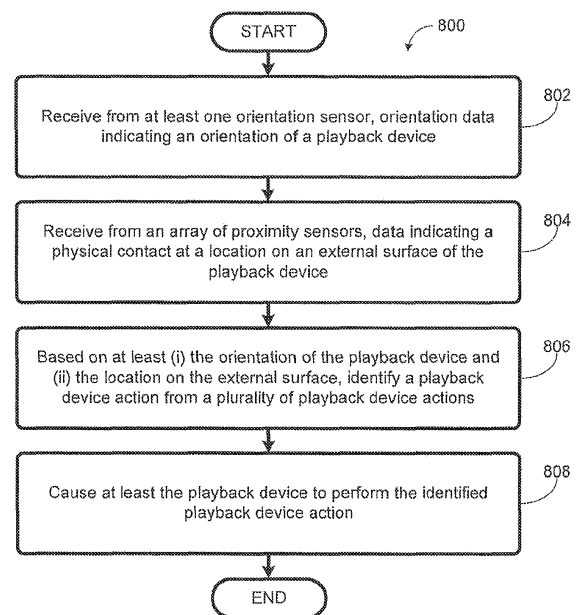 START
800
802
Receive from at least one orientation sensor, orientation data
indicating an orientation of a playback device
804
Receive from an array of proximity sensors, data indicating a
physical contact at a location on an external surface of the
playback device
806
Based on at least (i) the orientation of the playback device and
(ii) the location on the external surface, identify a playback
device action from a plurality of playback device actions
808
Cause at least the playback device to perform the identified
playback device action
END